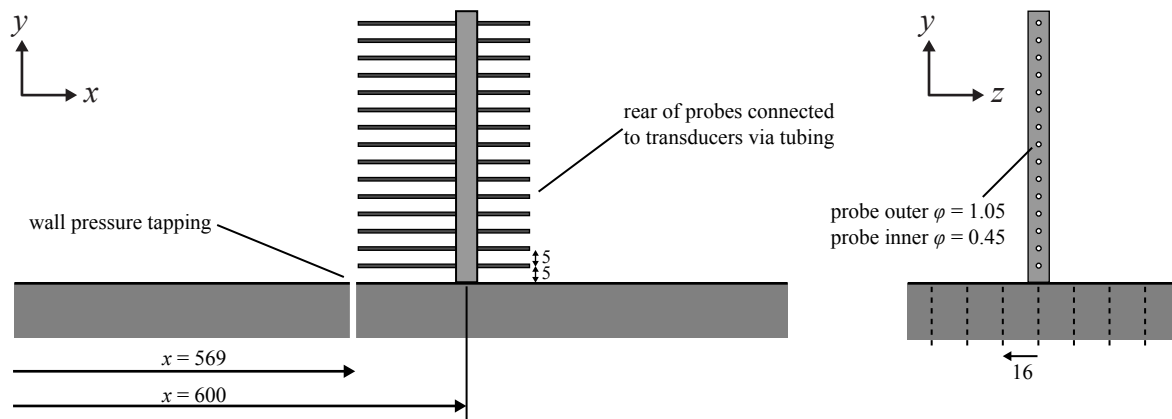 y
x
wall pressure tapping
rear of probes connected
to transducers via tubing
5
5
x = 569
x = 600
y
z
probe outer φ = 1.05
probe inner φ = 0.45
16